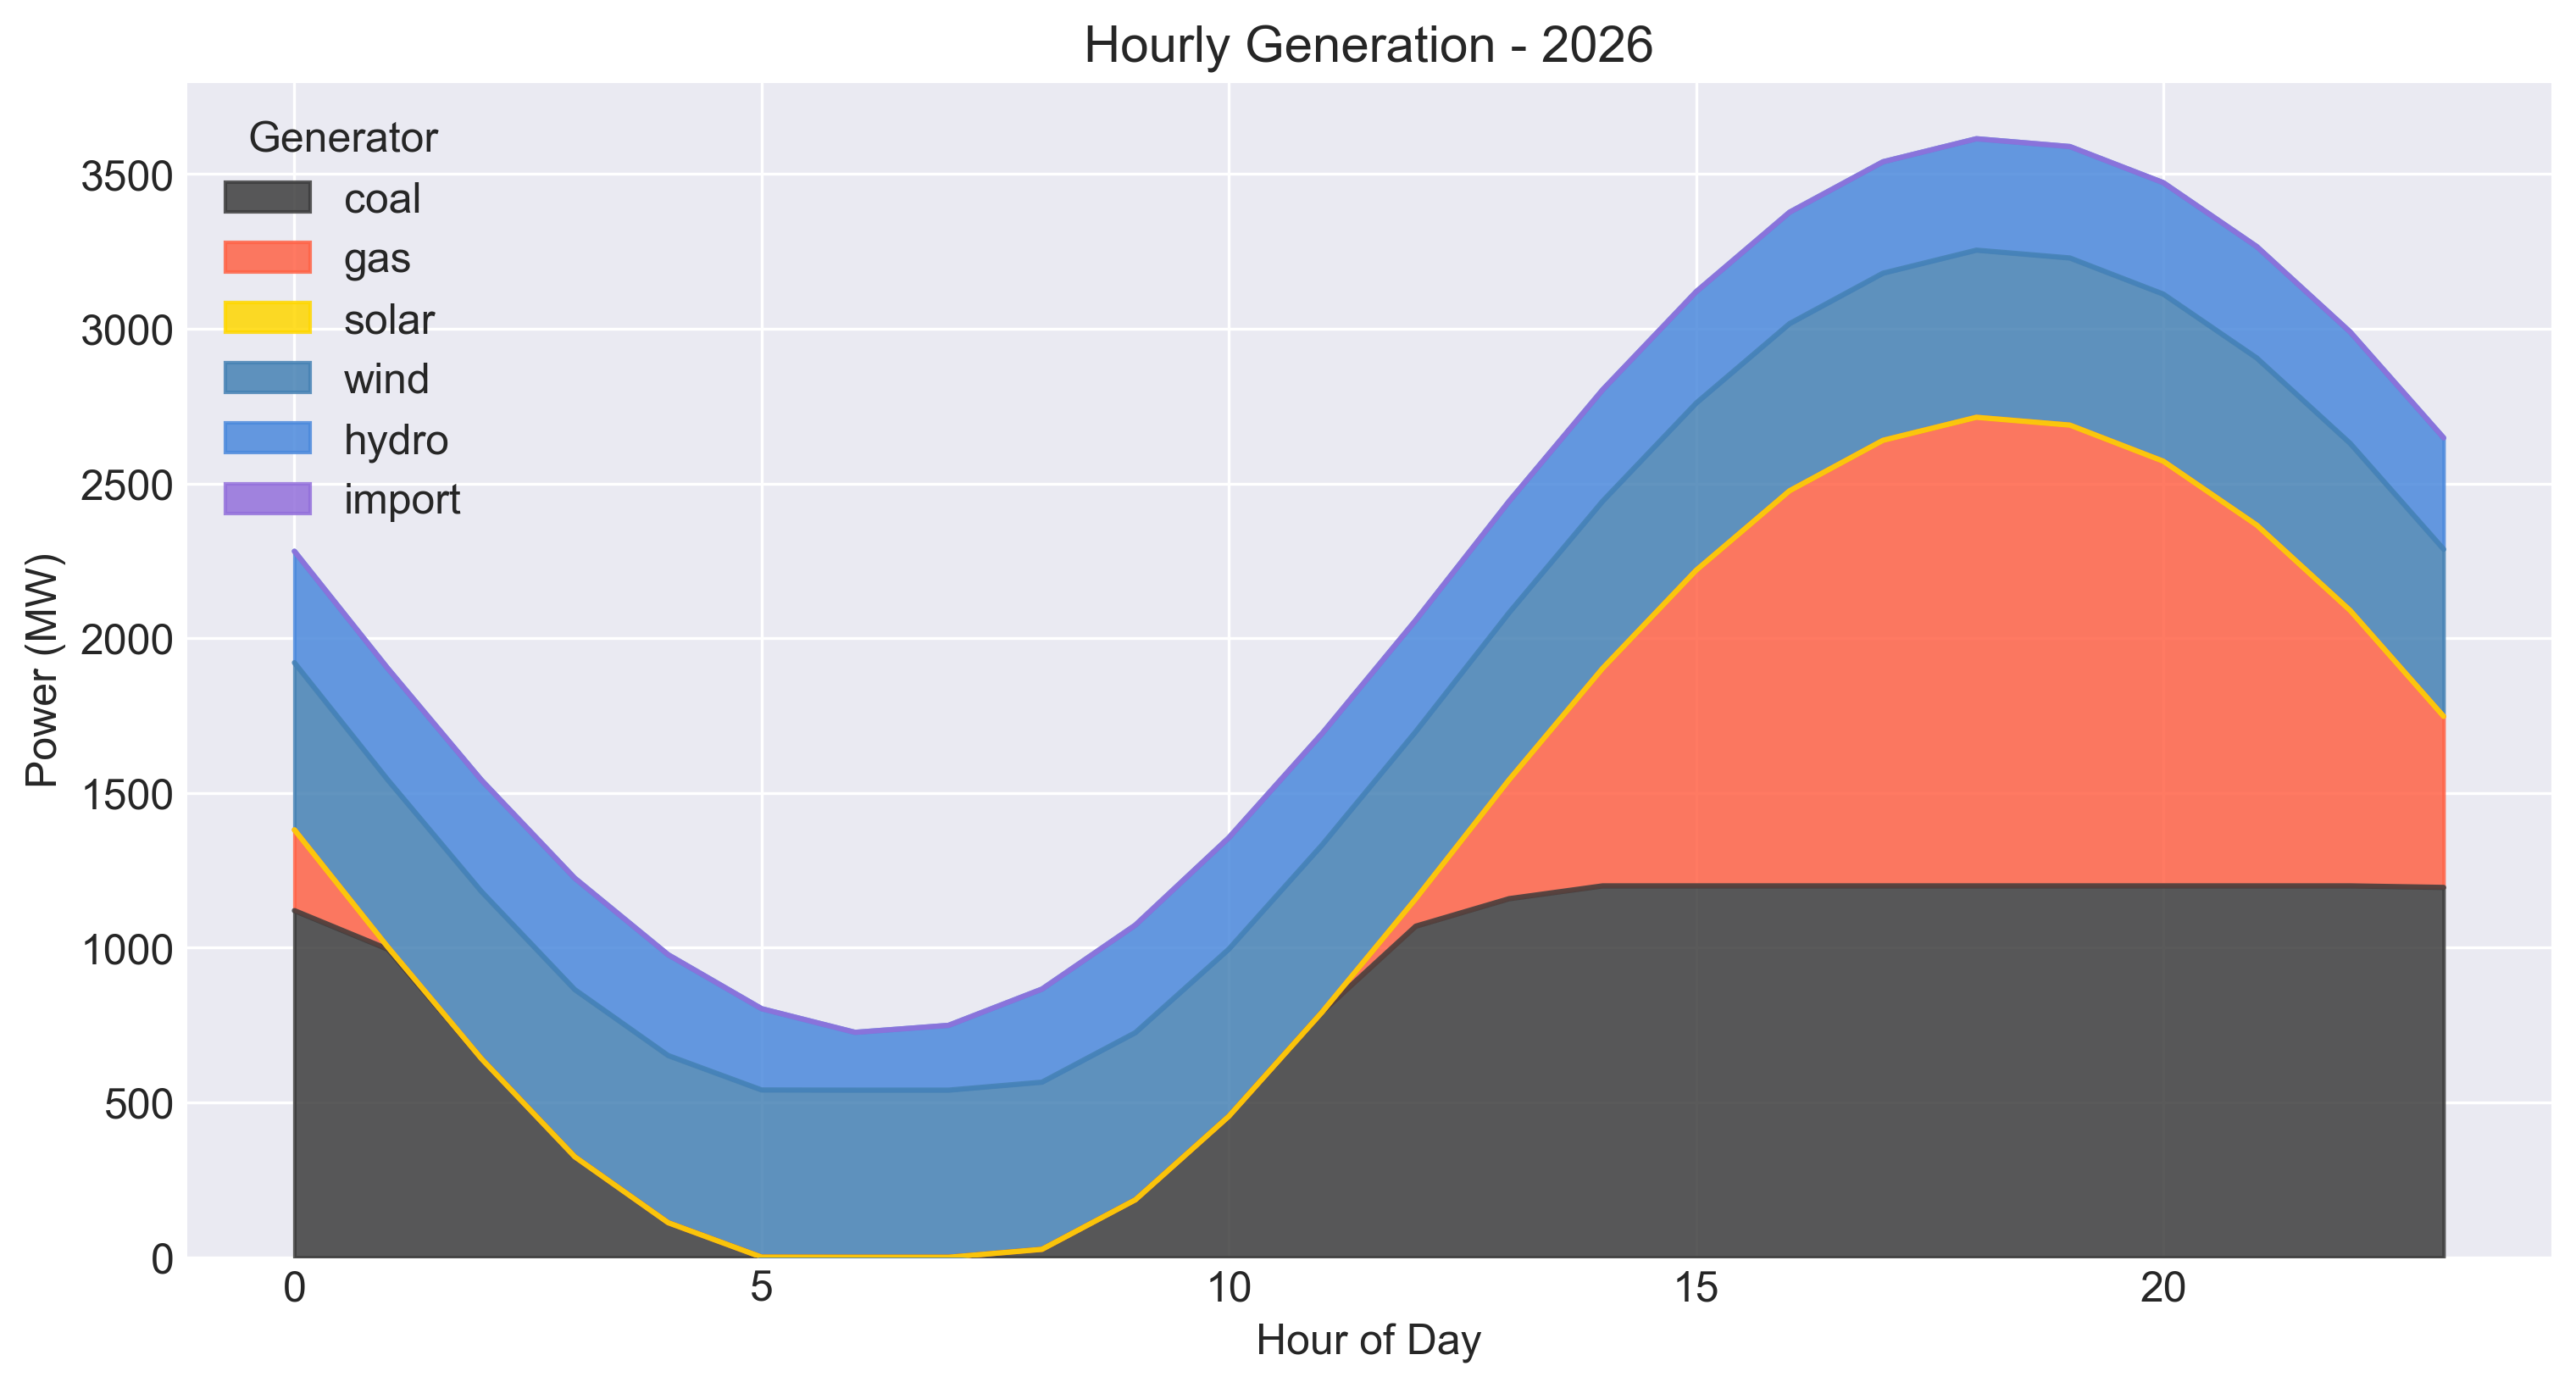 Hourly Generation - 2026
Generator
coal
gas
solar
wind
hydro
import
Power (MW)
3500
3000
2500
2000
1500
1000
500
0
0 5 10 15 20
Hour of Day